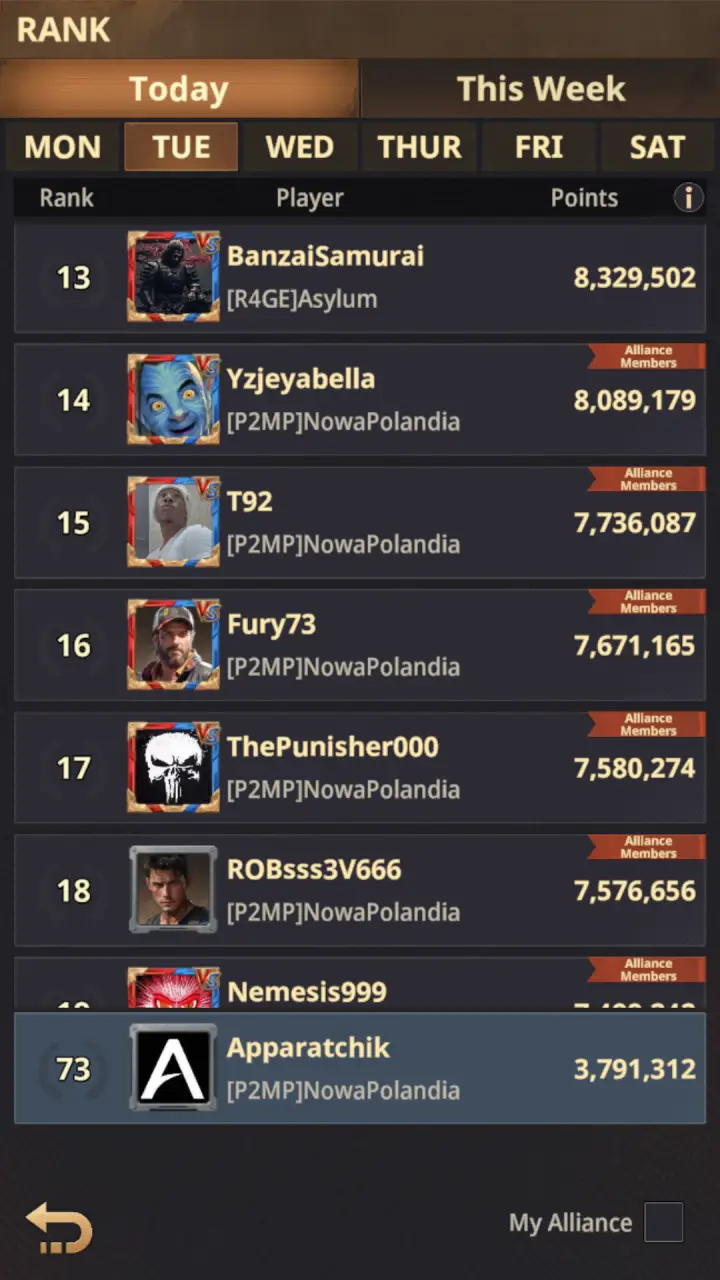 RANK
Today
This Week
MON TUE WED THUR FRI SAT
Rank Player Points
13 BanzaiSamurai 8,329,502
[R4GE]Asylum
Alliance Members
14 Yzjeyabella 8,089,179
[P2MP]NowaPolandia
Alliance Members
15 T92 7,736,087
[P2MP]NowaPolandia
Alliance Members
16 Fury73 7,671,165
[P2MP]NowaPolandia
Alliance Members
17 ThePunisher000 7,580,274
[P2MP]NowaPolandia
Alliance Members
18 ROBsss3V666 7,576,656
[P2MP]NowaPolandia
Alliance Members
Nemesis999
73 Apparatchik 3,791,312
[P2MP]NowaPolandia
My Alliance